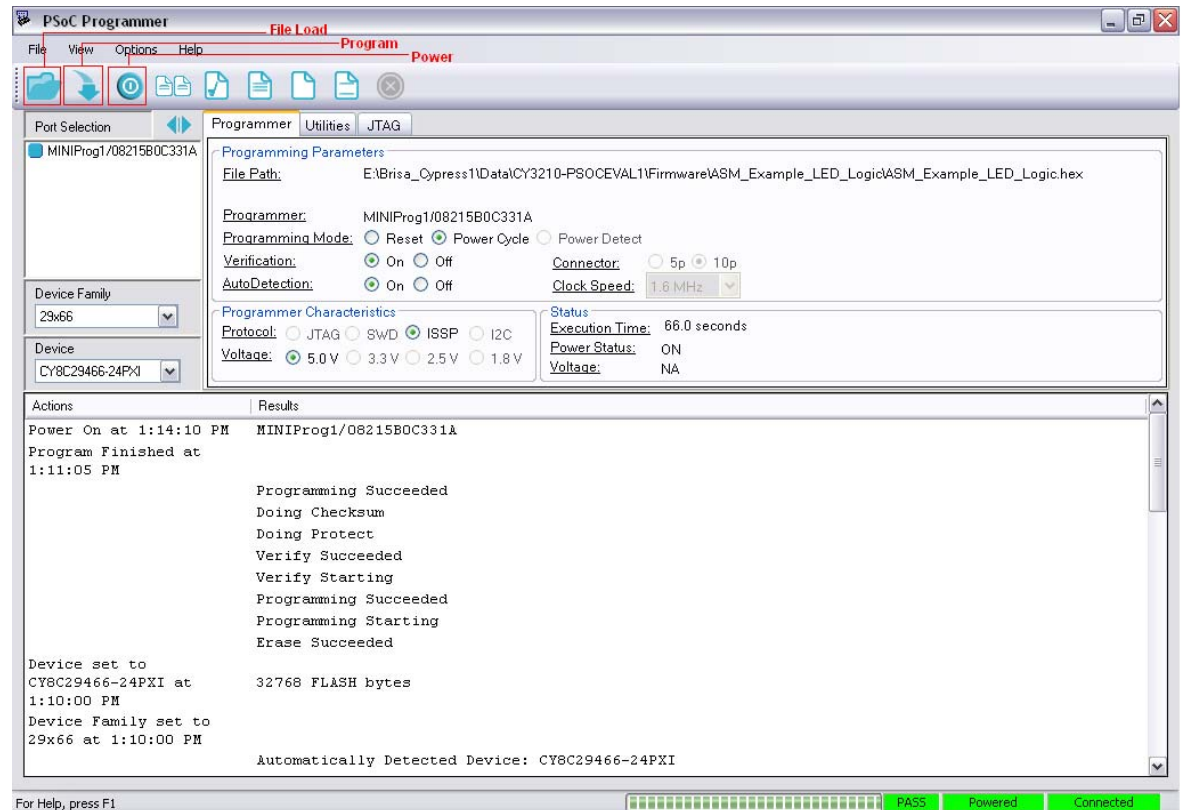 PSoC Programmer
File Load
File View Options Help
Program
Power
Port Selection
Programmer Utilities JTAG
MINIProg1/08215B0C331A
Programming Parameters
File Path: E:\Brisa_Cypress1\Data\CY3210-PSOCEVAL1\Firmware\ASM_Example_LED_Logic\ASM_Example_LED_Logic.hex
Programmer: MINIProg1/08215B0C331A
Programming Mode: Reset Power Cycle Power Detect
Verification: On Off Connector: 5p 10p
AutoDetection: On Off Clock Speed: 1.6 MHz
Device Family
29x66
Device
CY8C29466-24PXI
Programmer Characteristics
Protocol: JTAG SWD ISSP I2C
Voltage: 5.0 V 3.3 V 2.5 V 1.8 V
Status
Execution Time: 66.0 seconds
Power Status: ON
Voltage: NA
Actions Results
Power On at 1:14:10 PM MINIProg1/08215B0C331A
Program Finished at
1:11:05 PM
Programming Succeeded
Doing Checksum
Doing Protect
Verify Succeeded
Verify Starting
Programming Succeeded
Programming Starting
Erase Succeeded
Device set to
CY8C29466-24PXI at 32768 FLASH bytes
1:10:00 PM
Device Family set to
29x66 at 1:10:00 PM
Automatically Detected Device: CY8C29466-24PXI
For Help, press F1 PASS Powered Connected